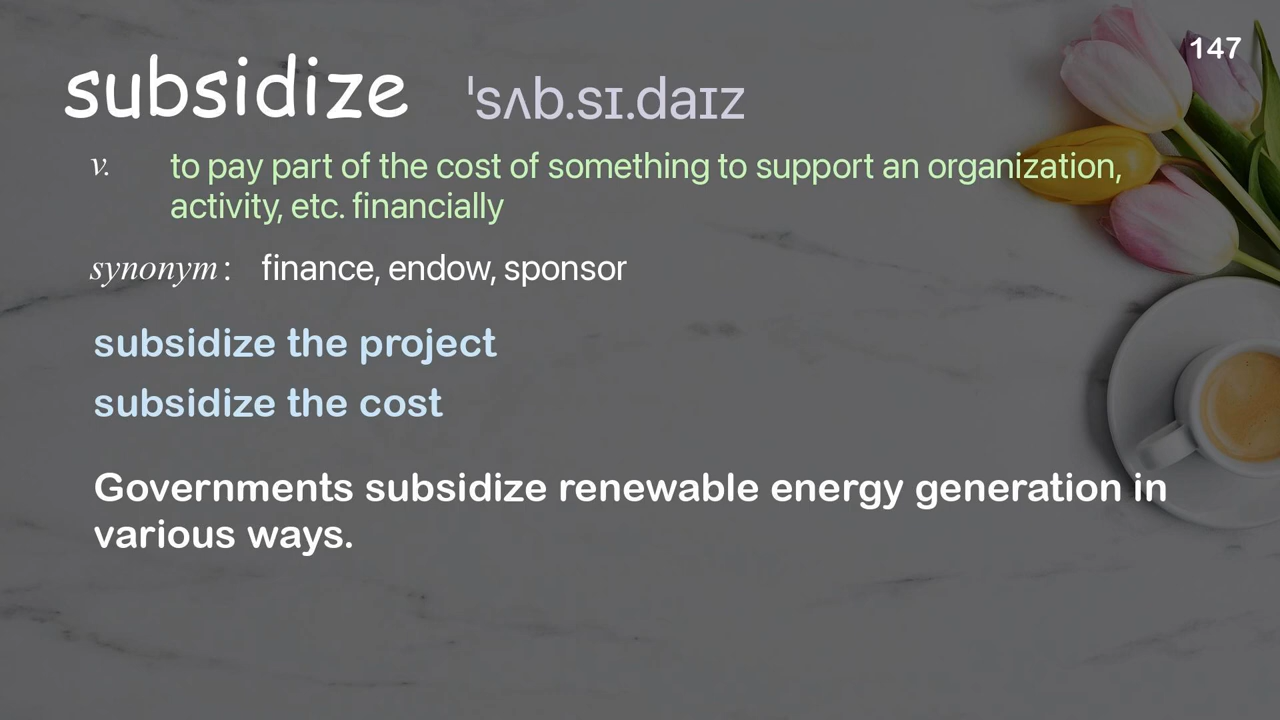 147
subsidize ˈsʌb.sɪ.daɪz
v. to pay part of the cost of something to support an organization,
activity, etc. financially
synonym: finance, endow, sponsor
subsidize the project
subsidize the cost
Governments subsidize renewable energy generation in
various ways.